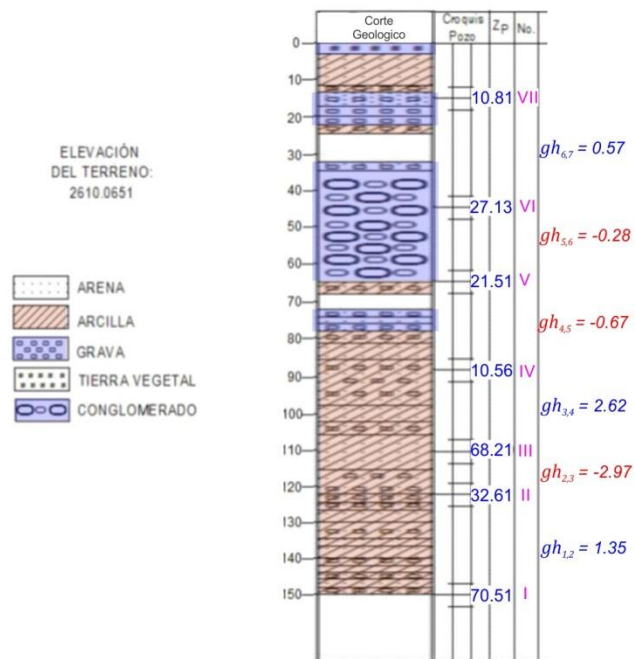 Corte
Geologico
Croquis
Pozo
Zp
No.
0
10
10.81 VII
20
30
gh6,7 = 0.57
ELEVACIÓN
DEL TERRENO:
2610.0651
40
27.13 VI
50
gh5,6 = -0.28
60
21.51 V
70
gh4,5 = -0.67
ARENA
ARCILLA
GRAVA
TIERRA VEGETAL
CONGLOMERADO
80
10.56 IV
90
100
gh3,4 = 2.62
110
68.21 III
gh2,3 = -2.97
120
32.61 II
130
140
gh1,2 = 1.35
150
70.51 I